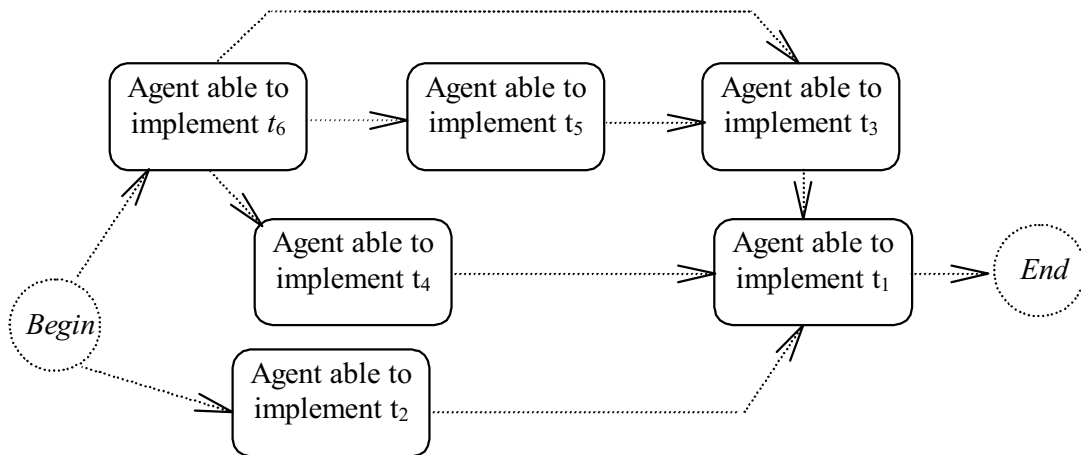 Agent able to
implement t₆
Agent able to
implement t₅
Agent able to
implement t₃
Agent able to
implement t₄
Agent able to
implement t₁
End
Begin
Agent able to
implement t₂